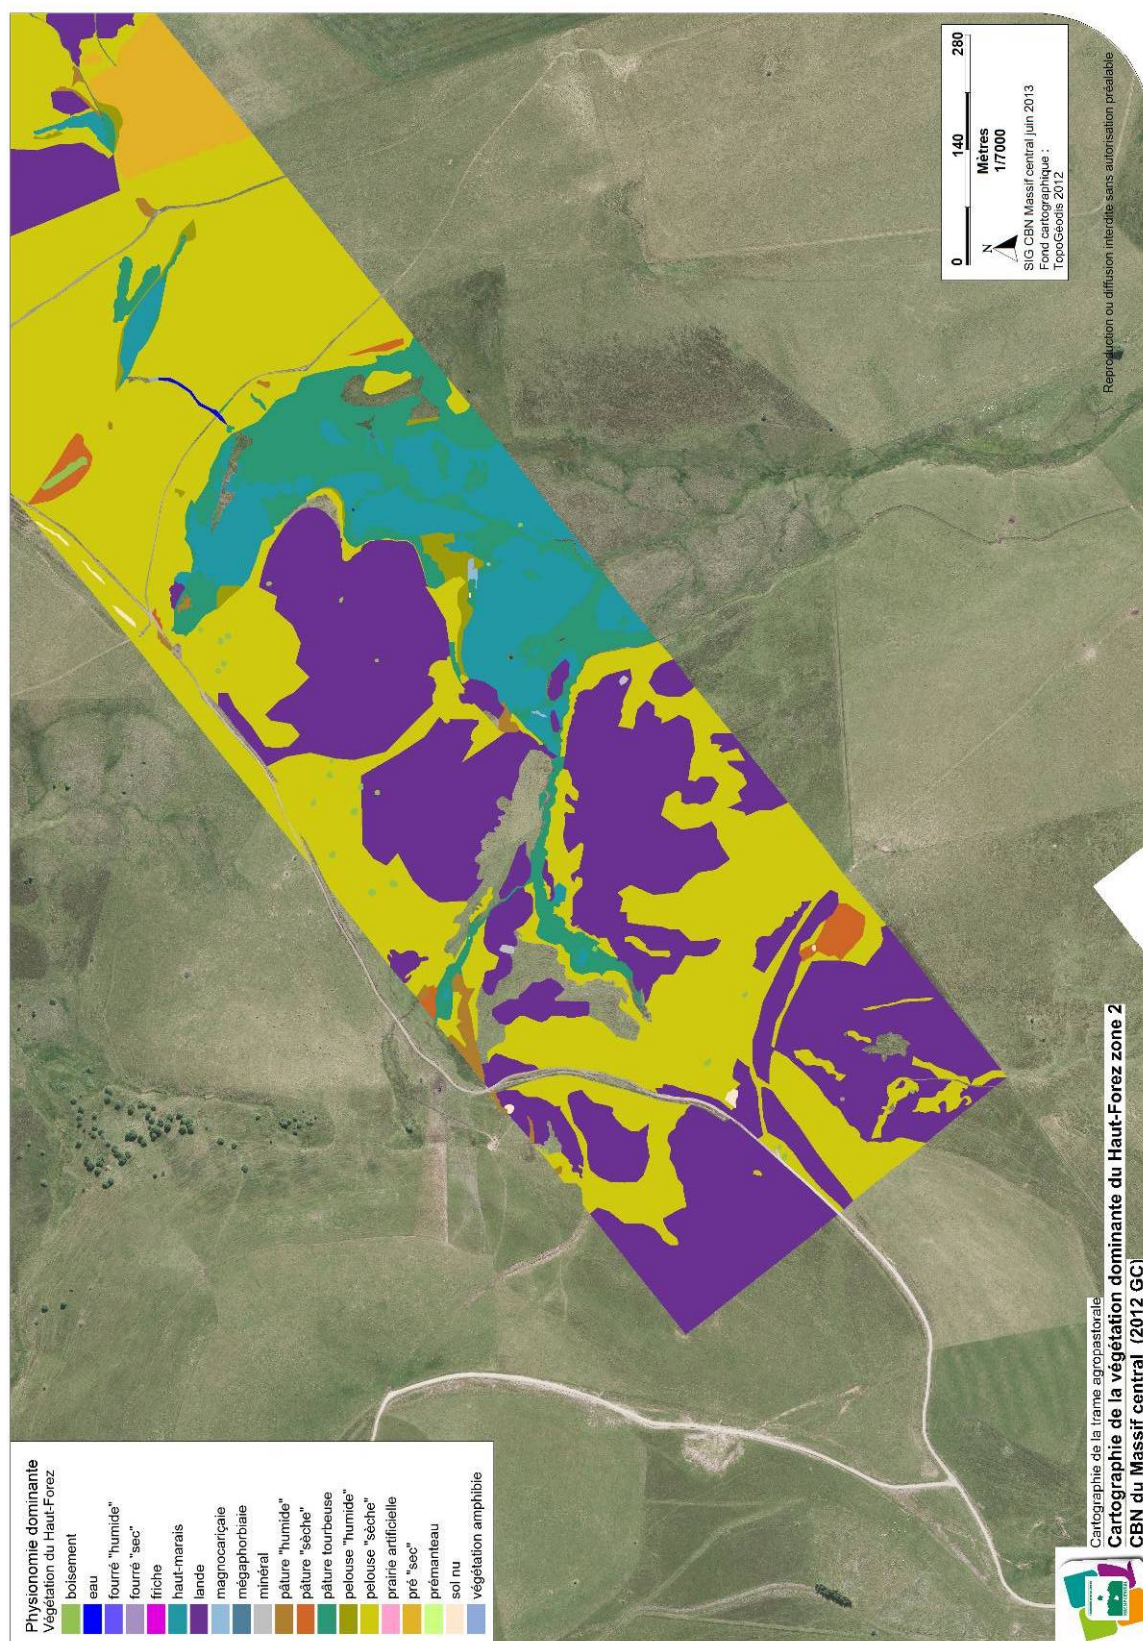 Physionomie dominante
Végétation du Haut-Forez
boisement
eau
fourré "humide"
fourré "sec"
friche
haut-marais
lande
magnocariçaie
mégaphorbiaie
minéral
pâture "humide"
pâture "sèche"
pâture tourbeuse
pelouse "humide"
pelouse "sèche"
prairie artificielle
pré "sec"
prémanteau
sol nu
végétation amphibie
0 140 280
Mètres
1/7000
N
SIG CBN Massif central juin 2013
Fond cartographique :
TopoGéodis 2012
Reproduction ou diffusion interdite sans autorisation préalable
Cartographie de la trame agropastorale
Cartographie de la végétation dominante du Haut-Forez zone 2
CBN du Massif central (2012 GC)